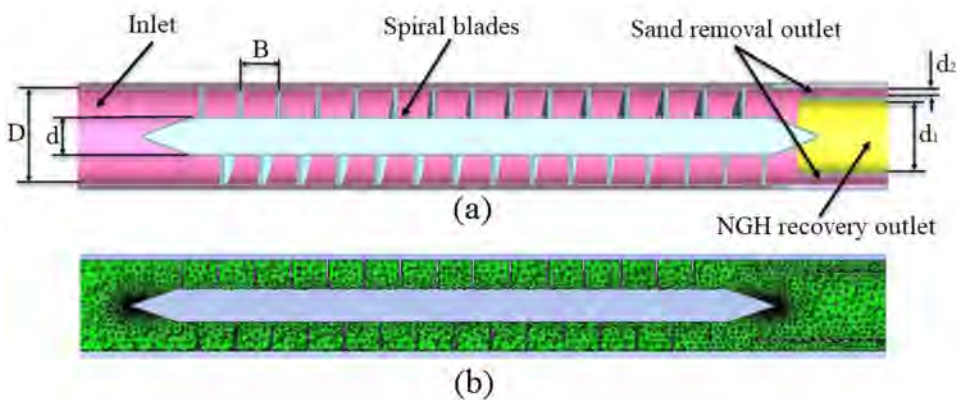 Inlet
Spiral blades
Sand removal outlet
B
d2
D
d
d1
(a)
NGH recovery outlet
(b)